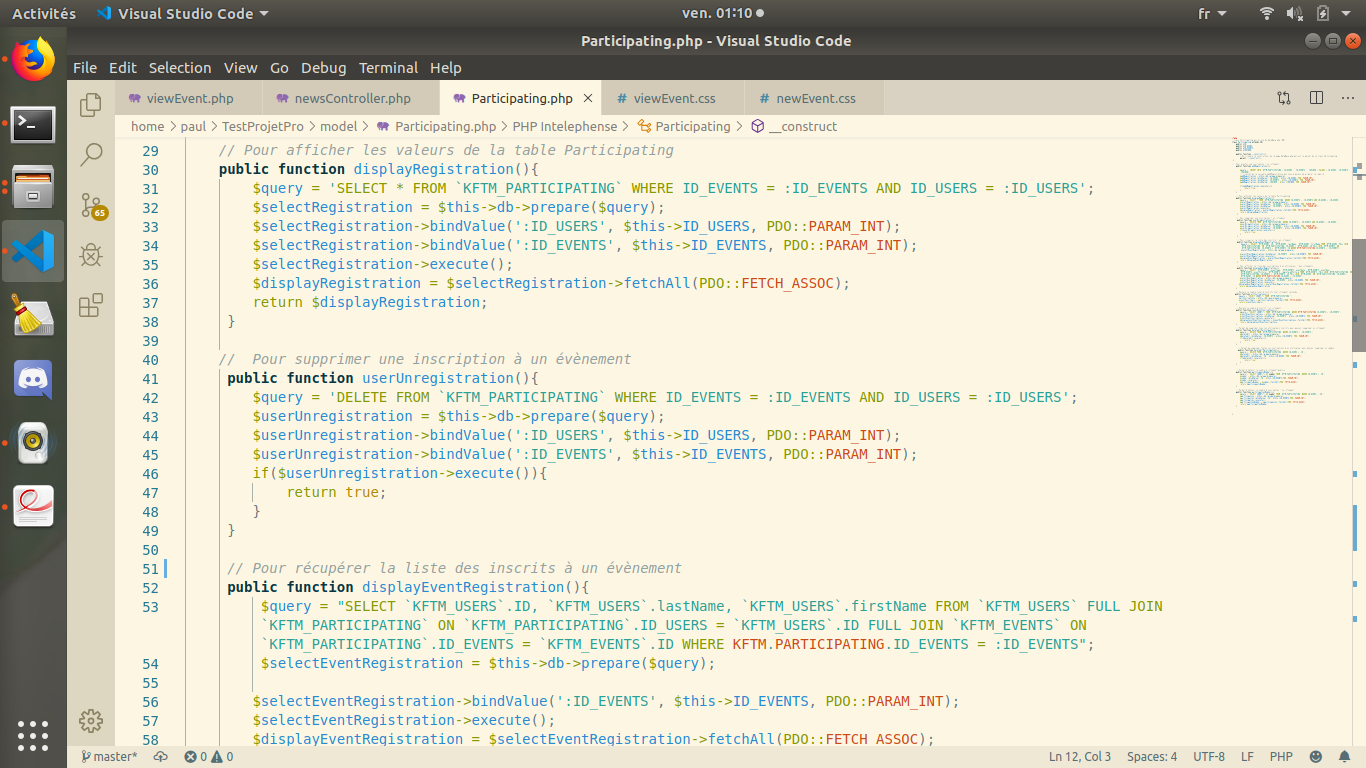 Activités
Visual Studio Code
ven. 01:10
fr
Participating.php - Visual Studio Code
File Edit Selection View Go Debug Terminal Help
viewEvent.php
newsController.php
Participating.php
# viewEvent.css
# newEvent.css
home > paul > TestProjetPro > model > Participating.php > PHP Intelephense > Participating > __construct
29 // Pour afficher les valeurs de la table Participating
30 public function displayRegistration(){
31 $query = 'SELECT * FROM `KFTM_PARTICIPATING` WHERE ID_EVENTS = :ID_EVENTS AND ID_USERS = :ID_USERS';
32 $selectRegistration = $this->db->prepare($query);
33 $selectRegistration->bindValue(':ID_USERS', $this->ID_USERS, PDO::PARAM_INT);
34 $selectRegistration->bindValue(':ID_EVENTS', $this->ID_EVENTS, PDO::PARAM_INT);
35 $selectRegistration->execute();
36 $displayRegistration = $selectRegistration->fetchAll(PDO::FETCH_ASSOC);
37 return $displayRegistration;
38 }
39
40 //  Pour supprimer une inscription à un évènement
41 public function userUnregistration(){
42 $query = 'DELETE FROM `KFTM_PARTICIPATING` WHERE ID_EVENTS = :ID_EVENTS AND ID_USERS = :ID_USERS';
43 $userUnregistration = $this->db->prepare($query);
44 $userUnregistration->bindValue(':ID_USERS', $this->ID_USERS, PDO::PARAM_INT);
45 $userUnregistration->bindValue(':ID_EVENTS', $this->ID_EVENTS, PDO::PARAM_INT);
46 if($userUnregistration->execute()){
47 return true;
48 }
49 }
50
51 // Pour récupérer la liste des inscrits à un évènement
52 public function displayEventRegistration(){
53 $query = "SELECT `KFTM_USERS`.ID, `KFTM_USERS`.lastName, `KFTM_USERS`.firstName FROM `KFTM_USERS` FULL JOIN
`KFTM_PARTICIPATING` ON `KFTM_PARTICIPATING`.ID_USERS = `KFTM_USERS`.ID FULL JOIN `KFTM_EVENTS` ON
`KFTM_PARTICIPATING`.ID_EVENTS = `KFTM_EVENTS`.ID WHERE KFTM.PARTICIPATING.ID_EVENTS = :ID_EVENTS";
54 $selectEventRegistration = $this->db->prepare($query);
55
56 $selectEventRegistration->bindValue(':ID_EVENTS', $this->ID_EVENTS, PDO::PARAM_INT);
57 $selectEventRegistration->execute();
58 $displayEventRegistration = $selectEventRegistration->fetchAll(PDO::FETCH_ASSOC);
65
master*
0 0
Ln 12, Col 3
Spaces: 4
UTF-8
LF
PHP